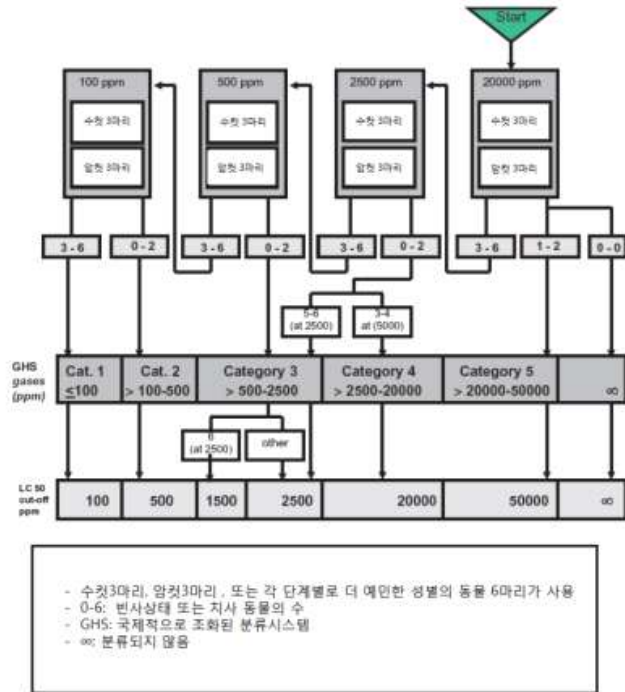 Start
100 ppm
500 ppm
2500 ppm
20000 ppm
수컷 3마리
수컷 3마리
수컷 3마리
수컷 3마리
암컷 3마리
암컷 3마리
암컷 3마리
암컷 3마리
3 - 6
0 - 2
3 - 6
0 - 2
3 - 6
0 - 2
3 - 6
1 - 2
0 - 0
5-6
(at 2500)
3-4
at (5000)
GHS
gases
(ppm)
Cat. 1
≤100
Cat. 2
> 100-500
Category 3
> 500-2500
Category 4
> 2500-20000
Category 5
> 20000-50000
∞
6
(at 2500)
other
LC 50
cut-off
ppm
100
500
1500
2500
20000
50000
∞
- 수컷3마리, 암컷3마리 , 또는 각 단계별로 더 예민한 성별의 동물 6마리가 사용
- 0-6: 빈사상태 또는 치사 동물의 수
- GHS: 국제적으로 조화된 분류시스템
- ∞: 분류되지 않음